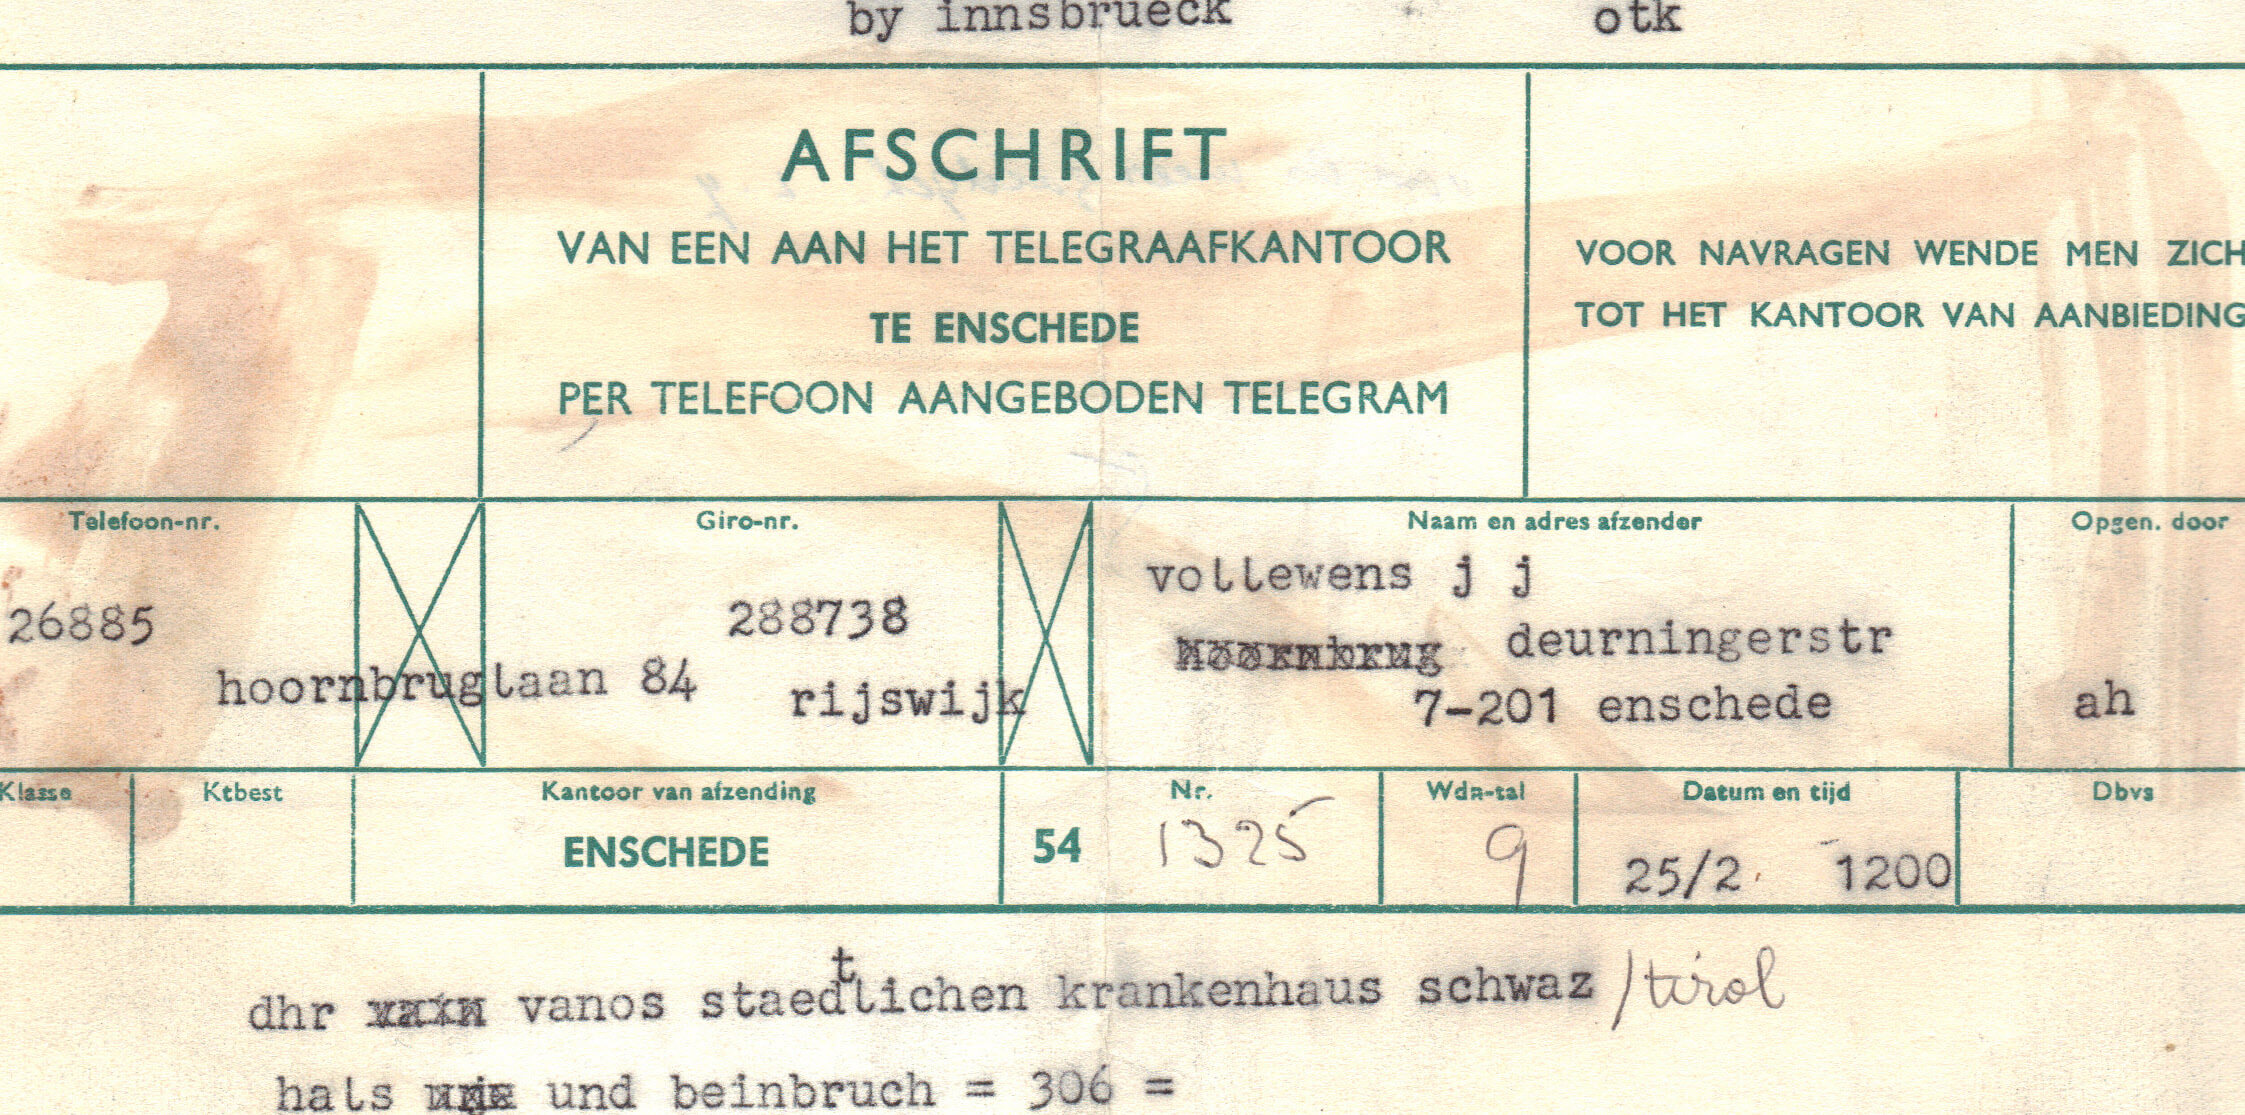 by innsbrueck otk
AFSCHRIFT
VAN EEN AAN HET TELEGRAAFKANTOOR
TE ENSCHEDE
PER TELEFOON AANGEBODEN TELEGRAM
VOOR NAVRAGEN WENDE MEN ZICH
TOT HET KANTOOR VAN AANBIEDING
Telefoon-nr.
26885
Giro-nr.
288738
hoornbruglaan 84 rijswijk
Naam en adres afzender
vollewens j j
hoornbrug deurningerstr
7-201 enschede
Opgen. door
ah
Klasse
Ktbest
Kantoor van afzending
ENSCHEDE
54
Nr.
1325
Wdn-tal
9
Datum en tijd
25/2 1200
Dbvs
dhr vanos staedtlichen krankenhaus schwaz /tirol
hals und beinbruch = 306 =